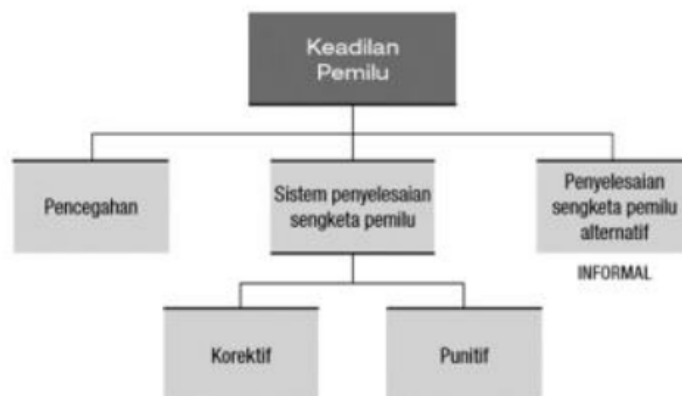 Keadilan
Pemilu
Pencegahan
Sistem penyelesaian
sengketa pemilu
Penyelesaian
sengketa pemilu
alternatif
INFORMAL
Korektif
Punitif